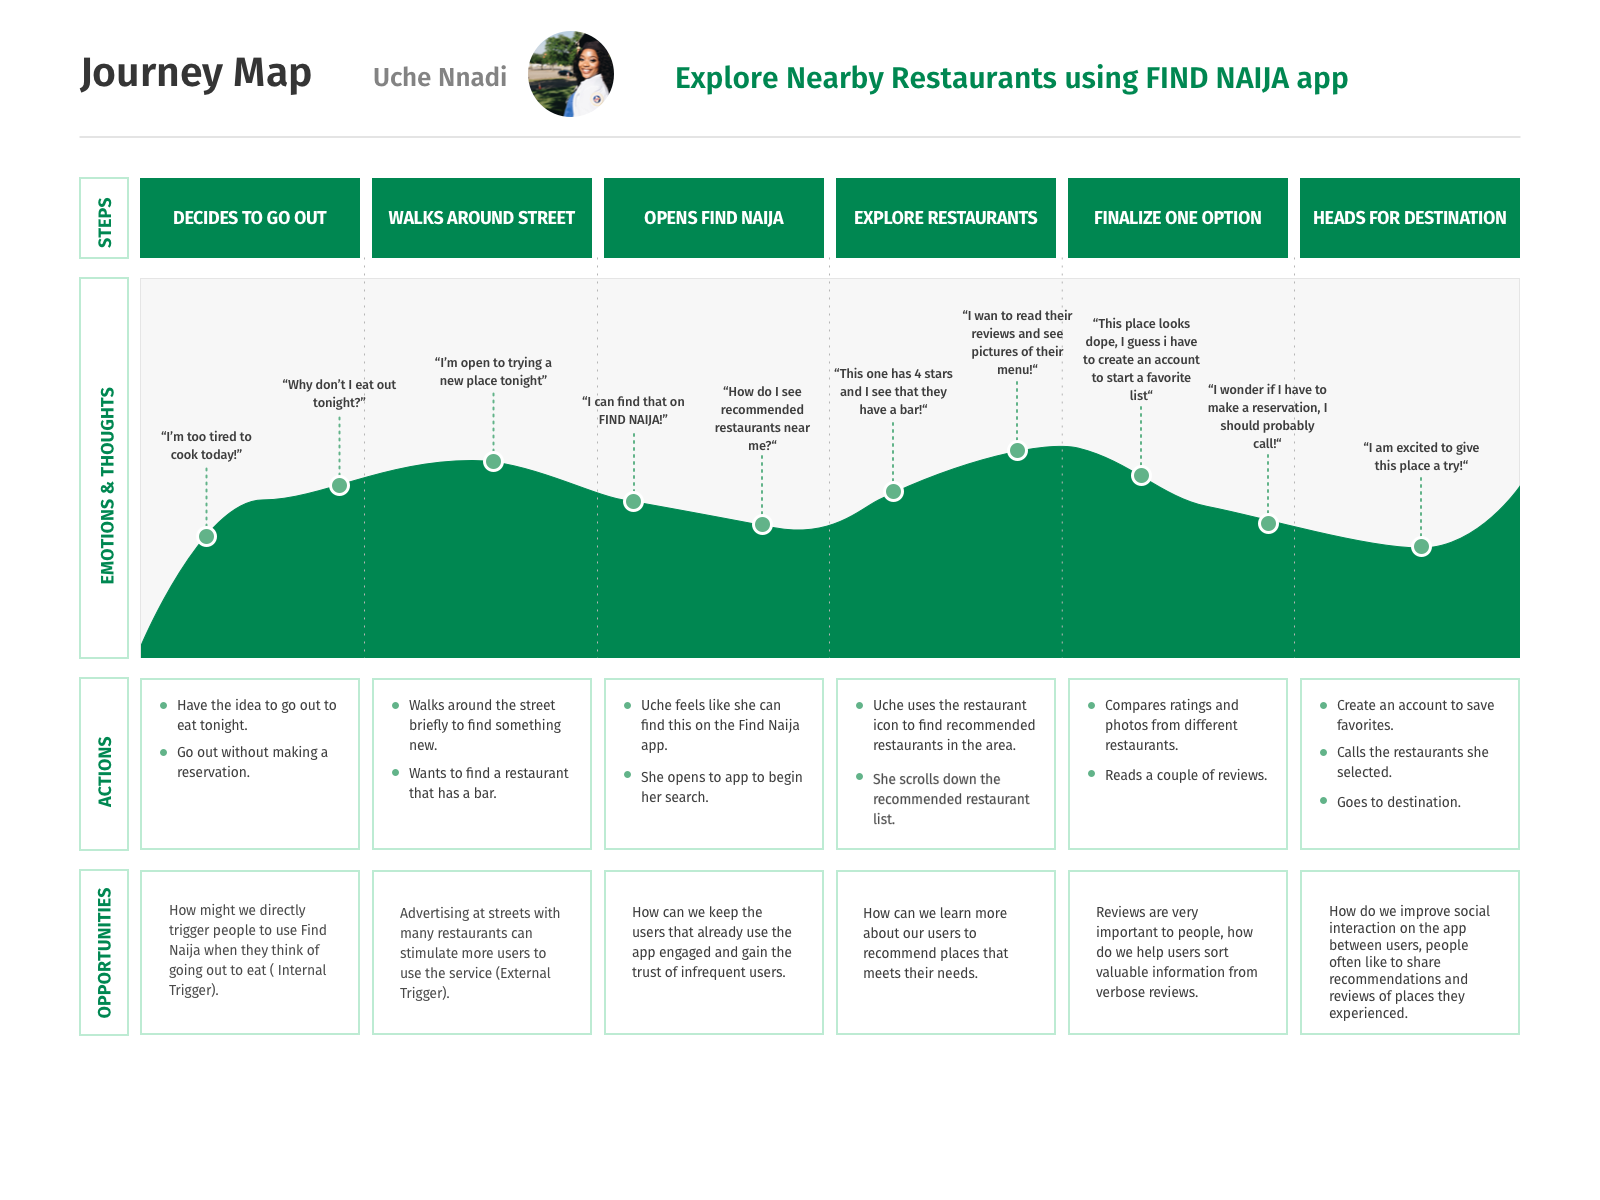 Journey Map
Uche Nnadi
Explore Nearby Restaurants using FIND NAIJA app
STEPS
DECIDES TO GO OUT
WALKS AROUND STREET
OPENS FIND NAIJA
EXPLORE RESTAURANTS
FINALIZE ONE OPTION
HEADS FOR DESTINATION
EMOTIONS & THOUGHTS
“I’m too tired to
cook today!”
“Why don’t I eat out
tonight?”
“I’m open to trying a
new place tonight”
“I can find that on
FIND NAIJA!”
“How do I see
recommended
restaurants near
me?“
“This one has 4 stars
and I see that they
have a bar!“
“I wan to read their
reviews and see
pictures of their
menu!“
“This place looks
dope, I guess i have
to create an account
to start a favorite
list“
“I wonder if I have to
make a reservation, I
should probably
call!“
“I am excited to give
this place a try!“
ACTIONS
Have the idea to go out to
eat tonight.
Go out without making a
reservation.
Walks around the street
briefly to find something
new.
Wants to find a restaurant
that has a bar.
Uche feels like she can
find this on the Find Naija
app.
She opens to app to begin
her search.
Uche uses the restaurant
icon to find recommended
restaurants in the area.
She scrolls down the
recommended restaurant
list.
Compares ratings and
photos from different
restaurants.
Reads a couple of reviews.
Create an account to save
favorites.
Calls the restaurants she
selected.
Goes to destination.
OPPORTUNITIES
How might we directly
trigger people to use Find
Naija when they think of
going out to eat ( Internal
Trigger).
Advertising at streets with
many restaurants can
stimulate more users to
use the service (External
Trigger).
How can we keep the
users that already use the
app engaged and gain the
trust of infrequent users.
How can we learn more
about our users to
recommend places that
meets their needs.
Reviews are very
important to people, how
do we help users sort
valuable information from
verbose reviews.
How do we improve social
interaction on the app
between users, people
often like to share
recommendations and
reviews of places they
experienced.